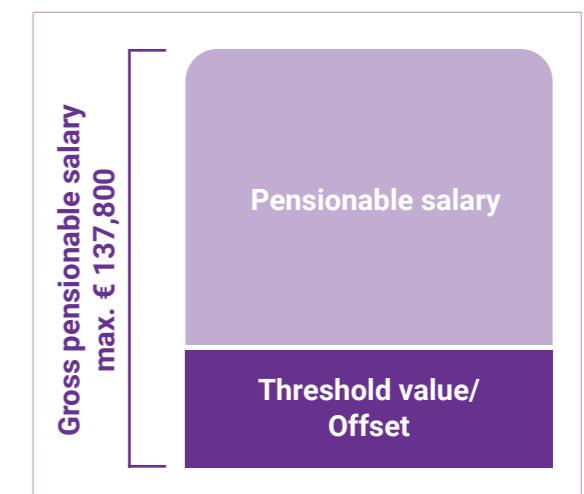 Gross pensionable salary
max. € 137,800
Pensionable salary
Threshold value/
Offset